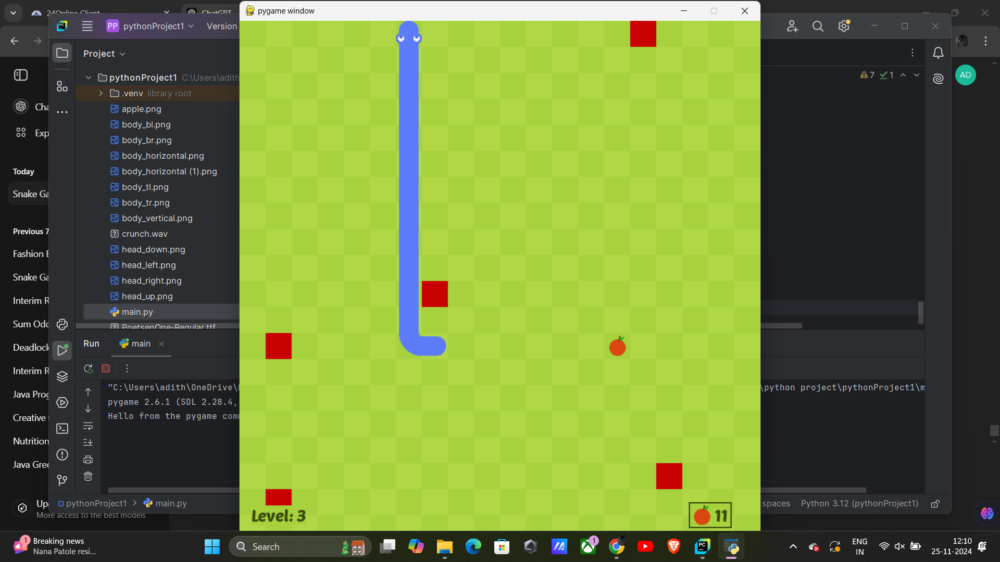 24Online Client
ChatGPT
pygame window
PP pythonProject1
Version
Project
pythonProject1 C:\Users\adith
.venv library root
apple.png
body_bl.png
body_br.png
body_horizontal.png
body_horizontal (1).png
body_tl.png
body_tr.png
body_vertical.png
crunch.wav
head_down.png
head_left.png
head_right.png
head_up.png
main.py
PoetsenOne-Regular.ttf
Cha
Exp
Today
Snake Ga
Previous 7
Fashion E
Snake Ga
Interim R
Sum Odd
Deadlock
Interim R
Java Prog
Creative
Nutrition
Java Gree
Up
More access to the best models
7 1
AD
Run main
"C:\Users\adith\OneDrive\
\python project\pythonProject1\m
pygame 2.6.1 (SDL 2.28.4,
Hello from the pygame com
pythonProject1 > main.py
spaces Python 3.12 (pythonProject1)
Level: 3
11
1
Breaking news
Nana Patole resi...
Search
PC
1
PC
ENG
IN
12:10
25-11-2024